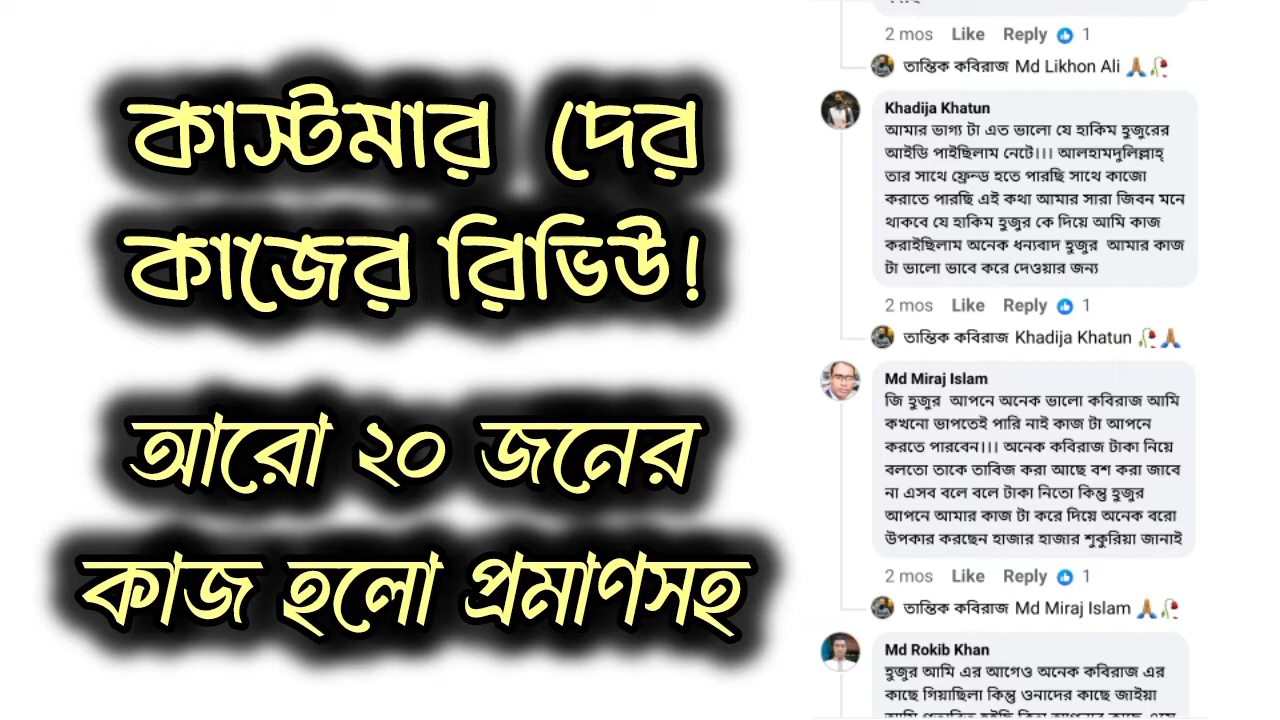 কাস্টমার দের
কাজের রিভিউ!
আরো ২০ জনের
কাজ হলো প্রমাণসহ
2 mos Like Reply 1
তান্তিক কবিরাজ Md Likhon Ali 🙏🏽🥀
Khadija Khatun
আমার ভাগ্য টা এত ভালো যে হাকিম হুজুরের
আইডি পাইছিলাম নেটে।।। আলহামদুলিল্লাহ্
তার সাথে ফ্রেন্ড হতে পারছি সাথে কাজো
করাতে পারছি এই কথা আমার সারা জিবন মনে
থাকবে যে হাকিম হুজুর কে দিয়ে আমি কাজ
করাইছিলাম অনেক ধন্যবাদ হুজুর আমার কাজ
টা ভালো ভাবে করে দেওয়ার জন্য
2 mos Like Reply 1
তান্তিক কবিরাজ Khadija Khatun 🥀🙏🏽
Md Miraj Islam
জি হুজুর আপনে অনেক ভালো কবিরাজ আমি
কখনো ভাপতেই পারি নাই কাজ টা আপনে
করতে পারবেন।।। অনেক কবিরাজ টাকা নিয়ে
বলতো তাকে তাবিজ করা আছে বশ করা জাবে
না এসব বলে বলে টাকা নিতো কিন্তু হুজুর
আপনে আমার কাজ টা করে দিয়ে অনেক বরো
উপকার করছেন হাজার হাজার শুকুরিয়া জানাই
2 mos Like Reply 1
তান্তিক কবিরাজ Md Miraj Islam 🙏🏽🥀
Md Rokib Khan
হুজুর আমি এর আগেও অনেক কবিরাজ এর
কাছে গিয়াছিলা কিন্তু ওনাদের কাছে জাইয়া